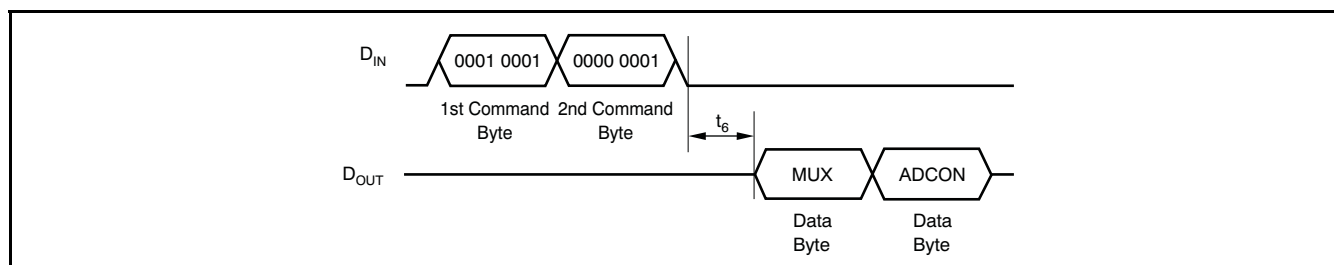 D_IN
0001 0001
0000 0001
1st Command Byte
2nd Command Byte
t_6
D_OUT
MUX
ADCON
Data Byte
Data Byte